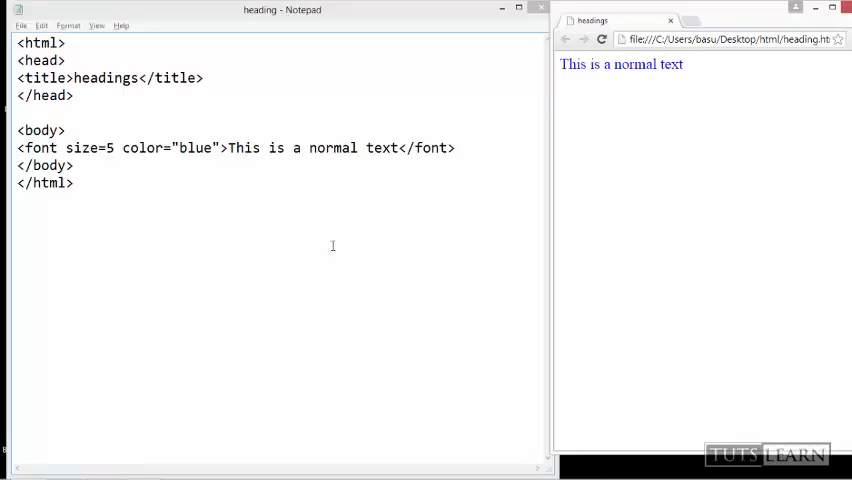 heading - Notepad
File Edit Format View Help
<html>
<head>
<title>headings</title>
</head>
<body>
<font size=5 color="blue">This is a normal text</font>
</body>
</html>
headings
file:///C:/Users/basu/Desktop/html/heading.ht
This is a normal text
TUTS LEARN